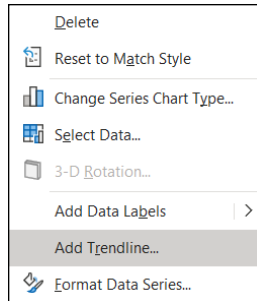 Delete
Reset to Match Style
Change Series Chart Type...
Select Data...
3-D Rotation...
Add Data Labels
Add Trendline...
Format Data Series...